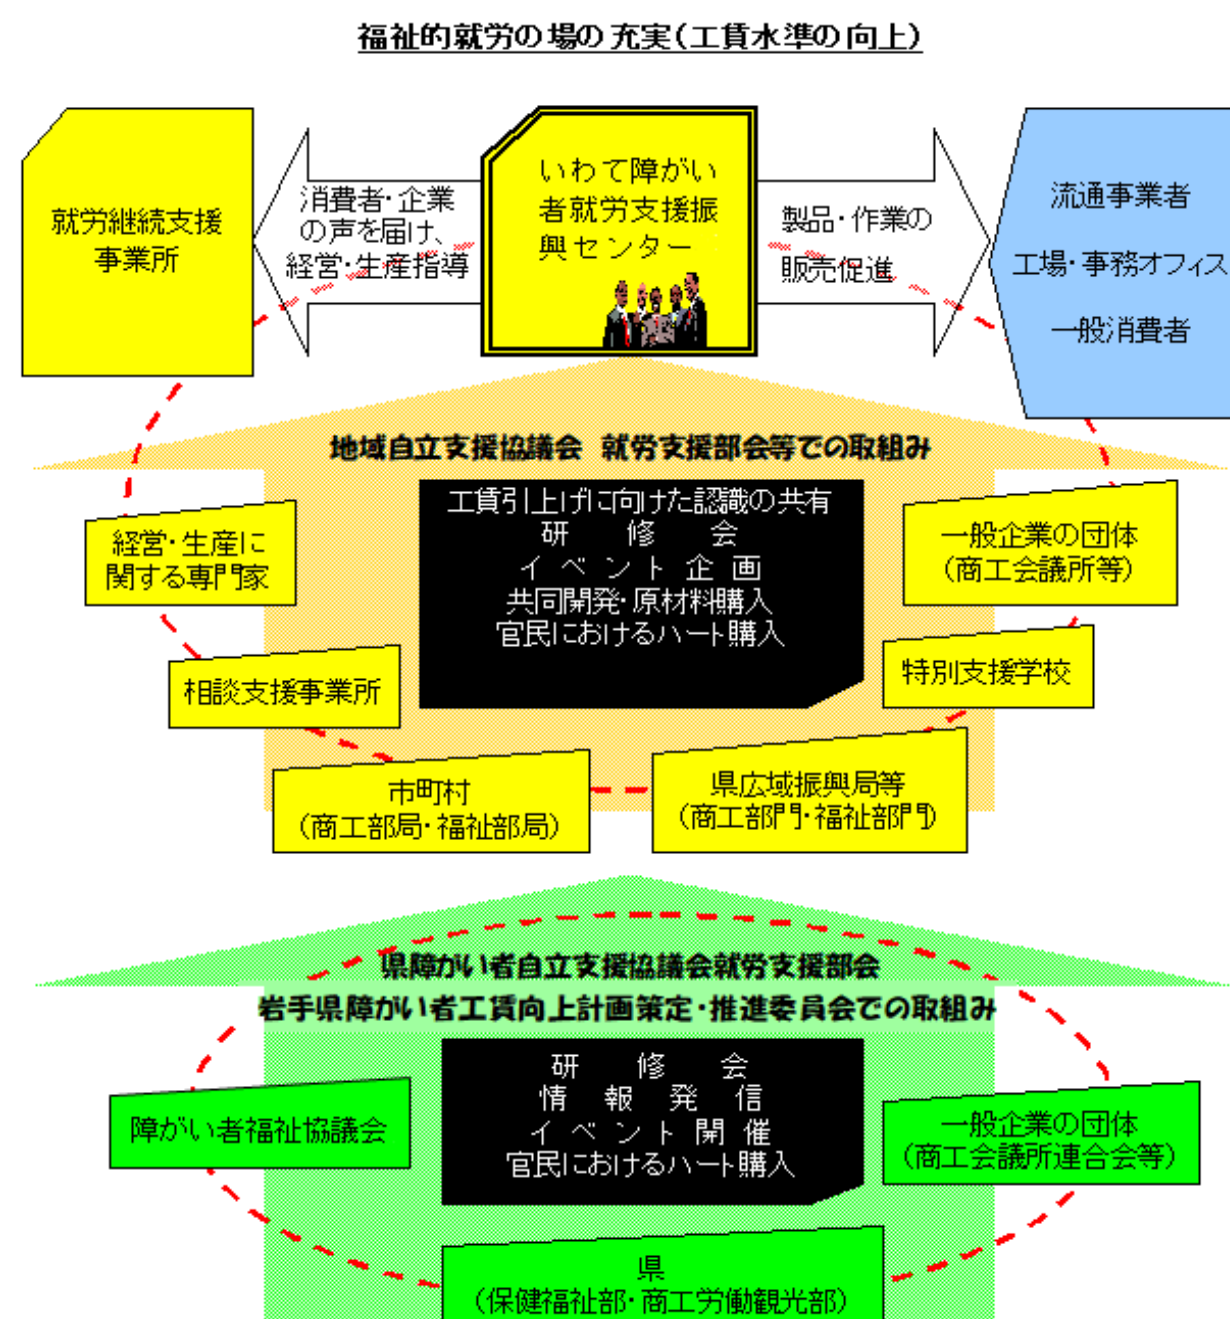 福祉的就労の場の充実(工賃水準の向上)
就労継続支援
事業所
消費者・企業
の声を届け、
経営・生産指導
いわて障がい
者就労支援振
興センター
製品・作業の
販売促進
流通事業者
工場・事務オフィス
一般消費者
地域自立支援協議会 就労支援部会等での取組み
工賃引上げに向けた認識の共有
研 修 会
イ ベ ン ト 企 画
共同開発・原材料購入
官民におけるハート購入
経営・生産に
関する専門家
一般企業の団体
(商工会議所等)
相談支援事業所
特別支援学校
市町村
(商工部局・福祉部局)
県広域振興局等
(商工部門・福祉部門)
県障がい者自立支援協議会就労支援部会
岩手県障がい者工賃向上計画策定・推進委員会での取組み
研 修 会
情 報 発 信
イ ベ ン ト 開 催
官民におけるハート購入
障がい者福祉協議会
一般企業の団体
(商工会議所連合会等)
県
(保健福祉部・商工労働観光部)